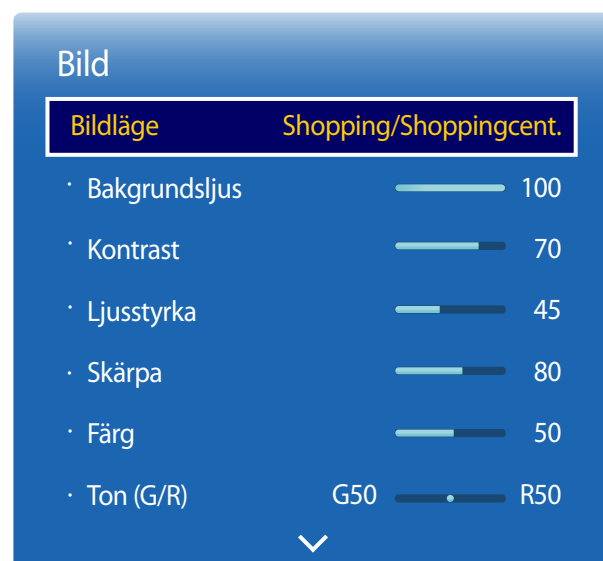 Bild
Bildläge Shopping/Shoppingcent.
· Bakgrundsljus 100
· Kontrast 70
· Ljusstyrka 45
· Skärpa 80
· Färg 50
· Ton (G/R) G50 R50